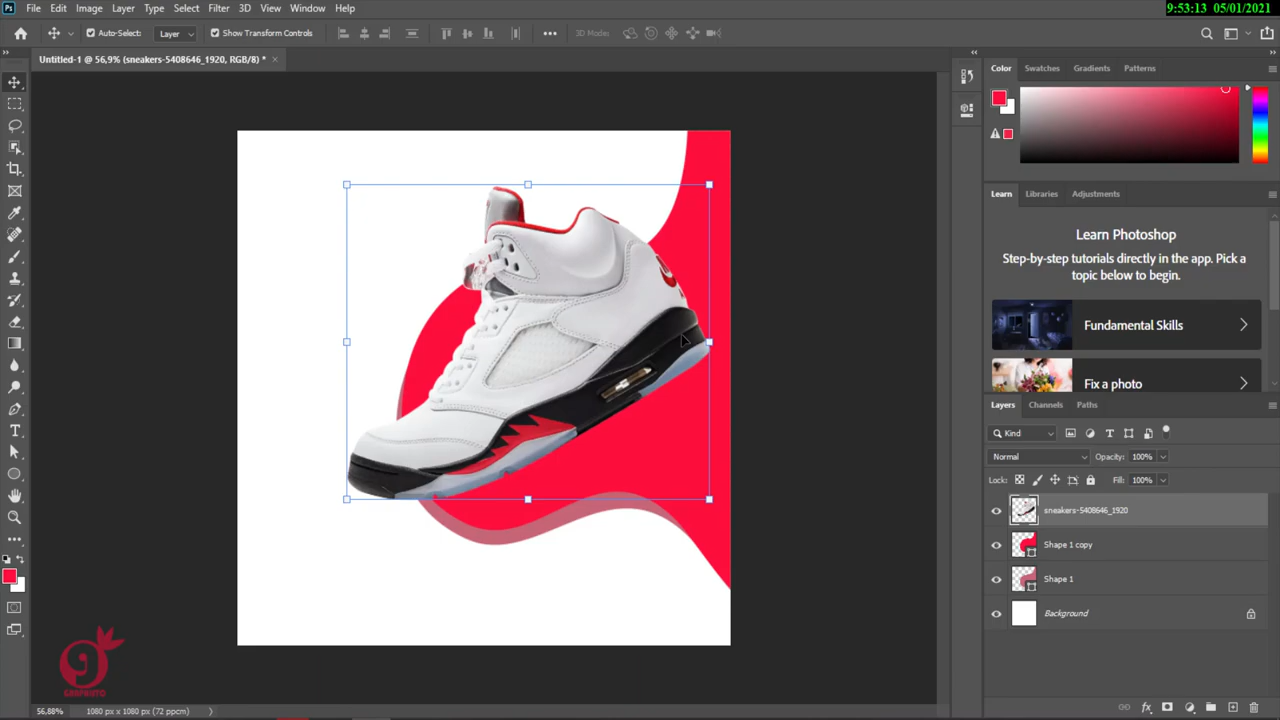 Ps File Edit Image Layer Type Select Filter 3D View Window Help
9:53:13 05/01/2021
Auto-Select: Layer Show Transform Controls 3D Mode:
Untitled-1 @ 56,9% (sneakers-5408646_1920, RGB/8) *
Color Swatches Gradients Patterns
Learn Libraries Adjustments
Learn Photoshop
Step-by-step tutorials directly in the app. Pick a
topic below to begin.
Fundamental Skills
Fix a photo
Layers Channels Paths
Kind
Normal Opacity: 100%
Lock: Fill: 100%
sneakers-5408646_1920
Shape 1 copy
Shape 1
Background
GRAPHUTO
56,88% 1080 px x 1080 px (72 ppcm)